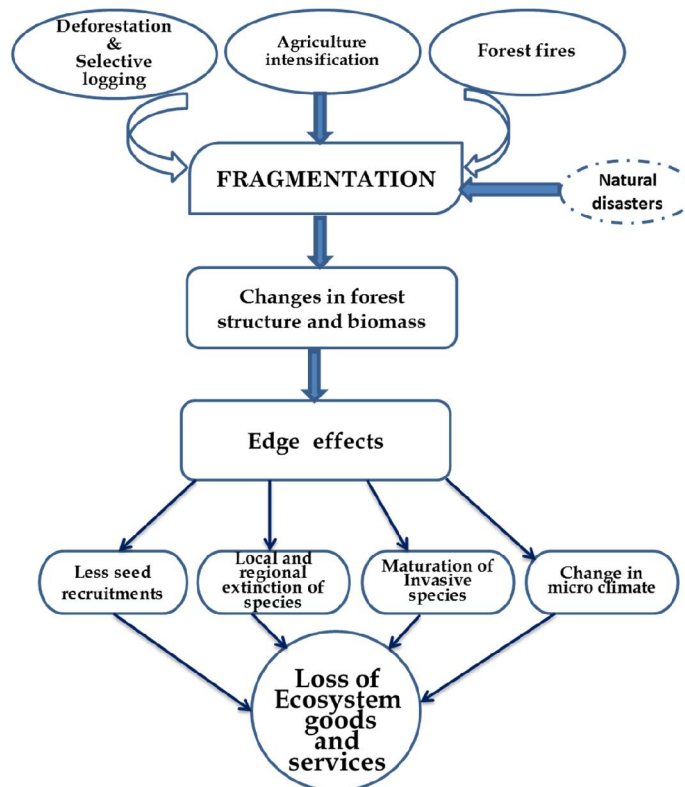 Deforestation
&
Selective
logging
Agriculture
intensification
Forest fires
FRAGMENTATION
Natural
disasters
Changes in forest
structure and biomass
Edge effects
Less seed
recruitments
Local and
regional
extinction of
species
Maturation of
Invasive
species
Change in
micro climate
Loss of
Ecosystem
goods
and
services